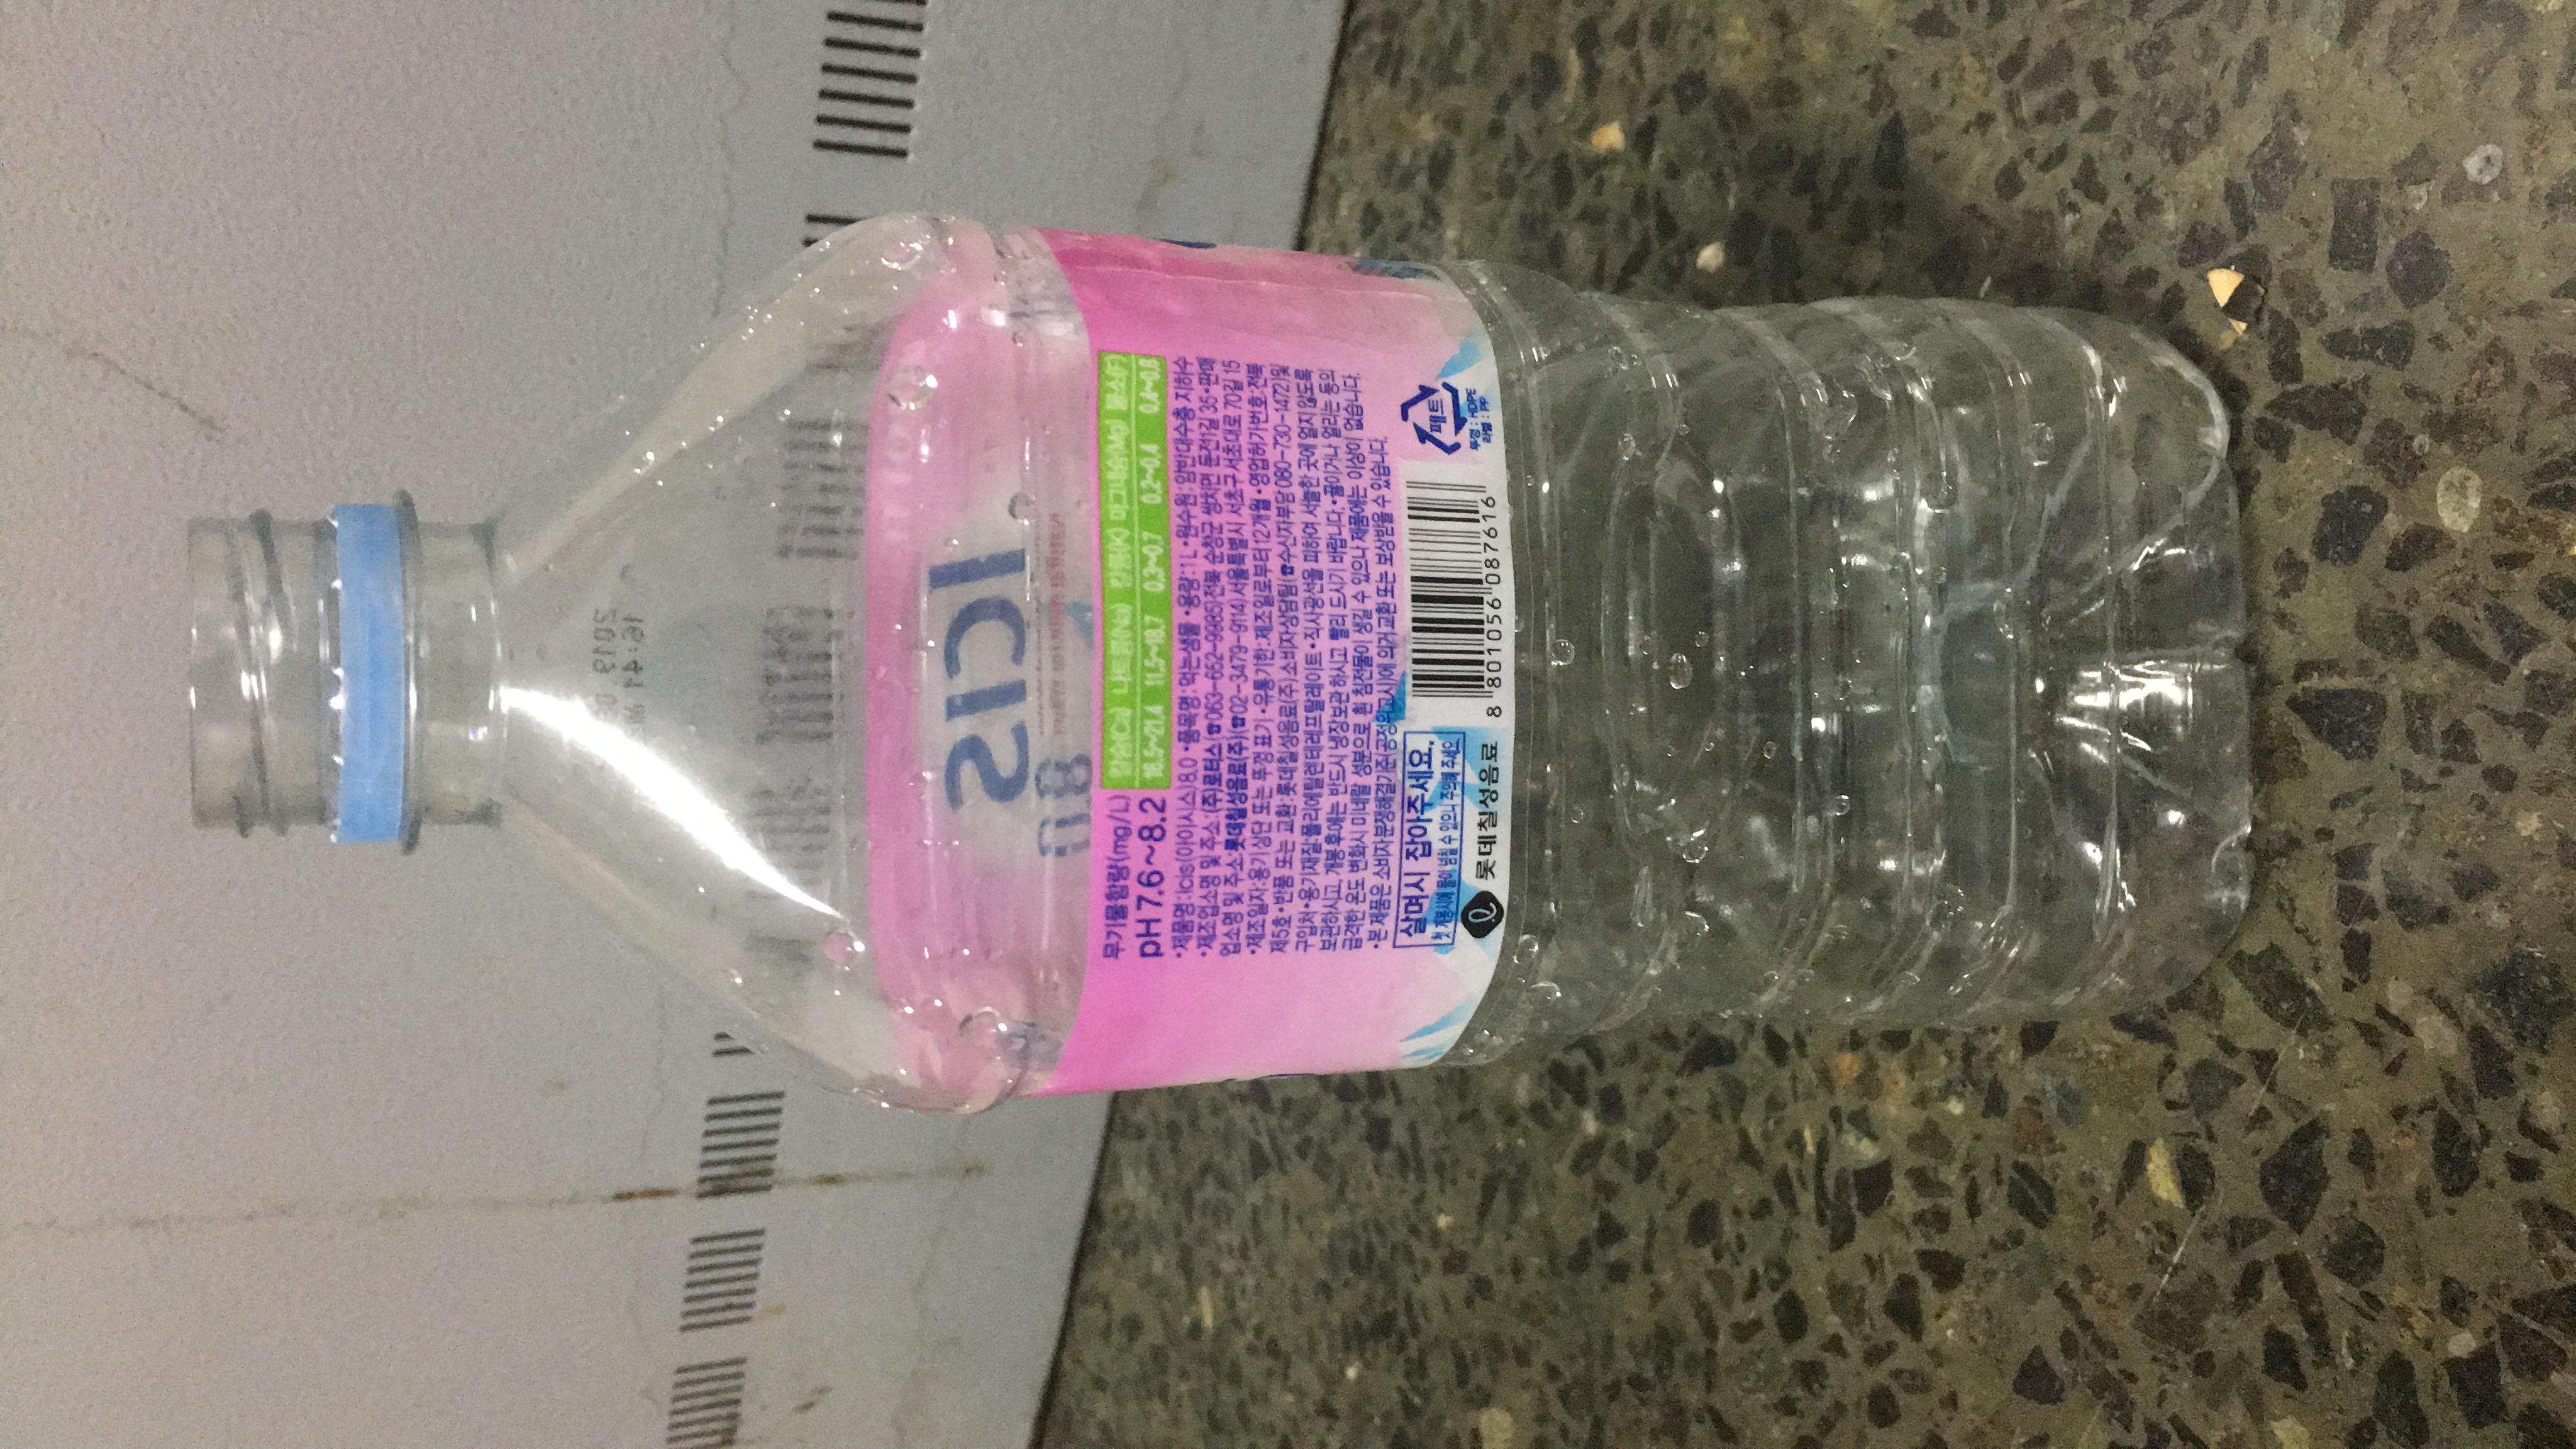 2019.
16:41
Icis
8.0
무기물함량(mg/L) 칼슘(Ca) 나트륨(Na) 칼륨(K) 마그네슘(Mg) 불소(F)
pH 7.6~8.2 16.5~21.4 11.5~18.7 0.3~0.7 0.2~0.4 0.4~0.8
•제품명:Icis(아이시스)8.0 •품목명:먹는샘물 •용량:1L •원수원:암반대수층 지하수
•제조업소명 및 주소:(주)로터스(☎063-652-9985)전북 순창군 쌍치면 둔전1길 35•판매
업소명 및 주소:롯데칠성음료(주)(☎02-3479-9114)서울특별시 서초구 서초대로 70길 15
•제조일자:용기상단 또는 뚜껑 표기 •유통기한:제조일로부터12개월 •영업허가번호:전북
제5호•반품 또는 교환:롯데칠성음료(주)소비자상담팀(☎수신자부담 080-730-1472)및
구입처•용기재질:폴리에틸렌테레프탈레이트•직사광선을 피하여 서늘한 곳에 얼지 않도록
보관하시고, 개봉후에는 반드시 냉장보관 하시고 빨리 드시기 바랍니다.•끓이거나 얼리는 등의
급격한 온도 변화시 미네랄 성분으로 흰 침전물이 생길 수 있으나 제품에는 이상이 없습니다.
•본 제품은 소비자분쟁해결기준(공정위고시)에 의거교환 또는 보상받을 수 있습니다.
살며시 잡아주세요.
첫 개봉시에 물이 넘칠 수 있으니 주의해 주세요.
롯데칠성음료
8 801056 087616
페트
뚜껑 : HDPE
라벨 : PP